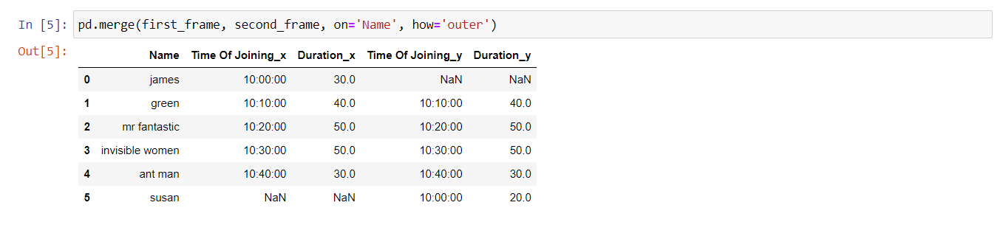 In [5]: pd.merge(first_frame, second_frame, on='Name', how='outer')
Out[5]:
Name Time Of Joining_x Duration_x Time Of Joining_y Duration_y
0 james 10:00:00 30.0 NaN NaN
1 green 10:10:00 40.0 10:10:00 40.0
2 mr fantastic 10:20:00 50.0 10:20:00 50.0
3 invisible women 10:30:00 50.0 10:30:00 50.0
4 ant man 10:40:00 30.0 10:40:00 30.0
5 susan NaN NaN 10:00:00 20.0